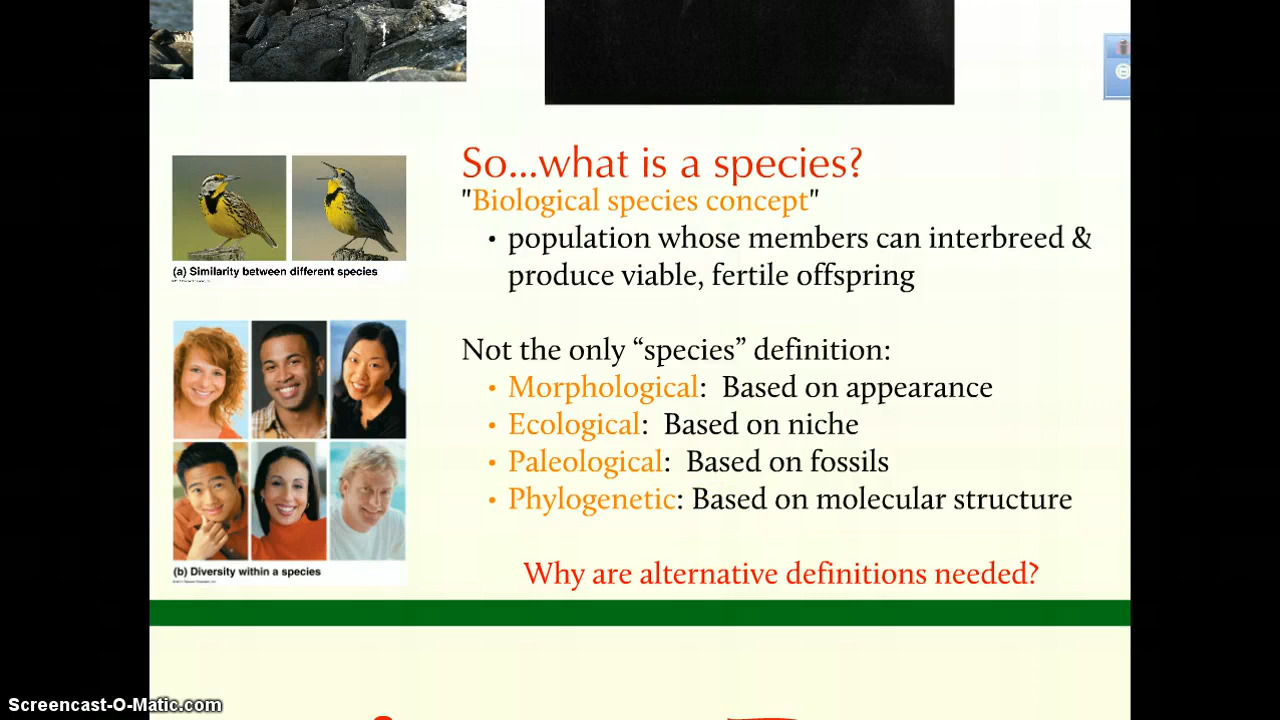 So...what is a species?
"Biological species concept"
• population whose members can interbreed &
produce viable, fertile offspring
(a) Similarity between different species
Not the only “species” definition:
• Morphological: Based on appearance
• Ecological: Based on niche
• Paleological: Based on fossils
• Phylogenetic: Based on molecular structure
(b) Diversity within a species
Why are alternative definitions needed?
Screencast-O-Matic.com